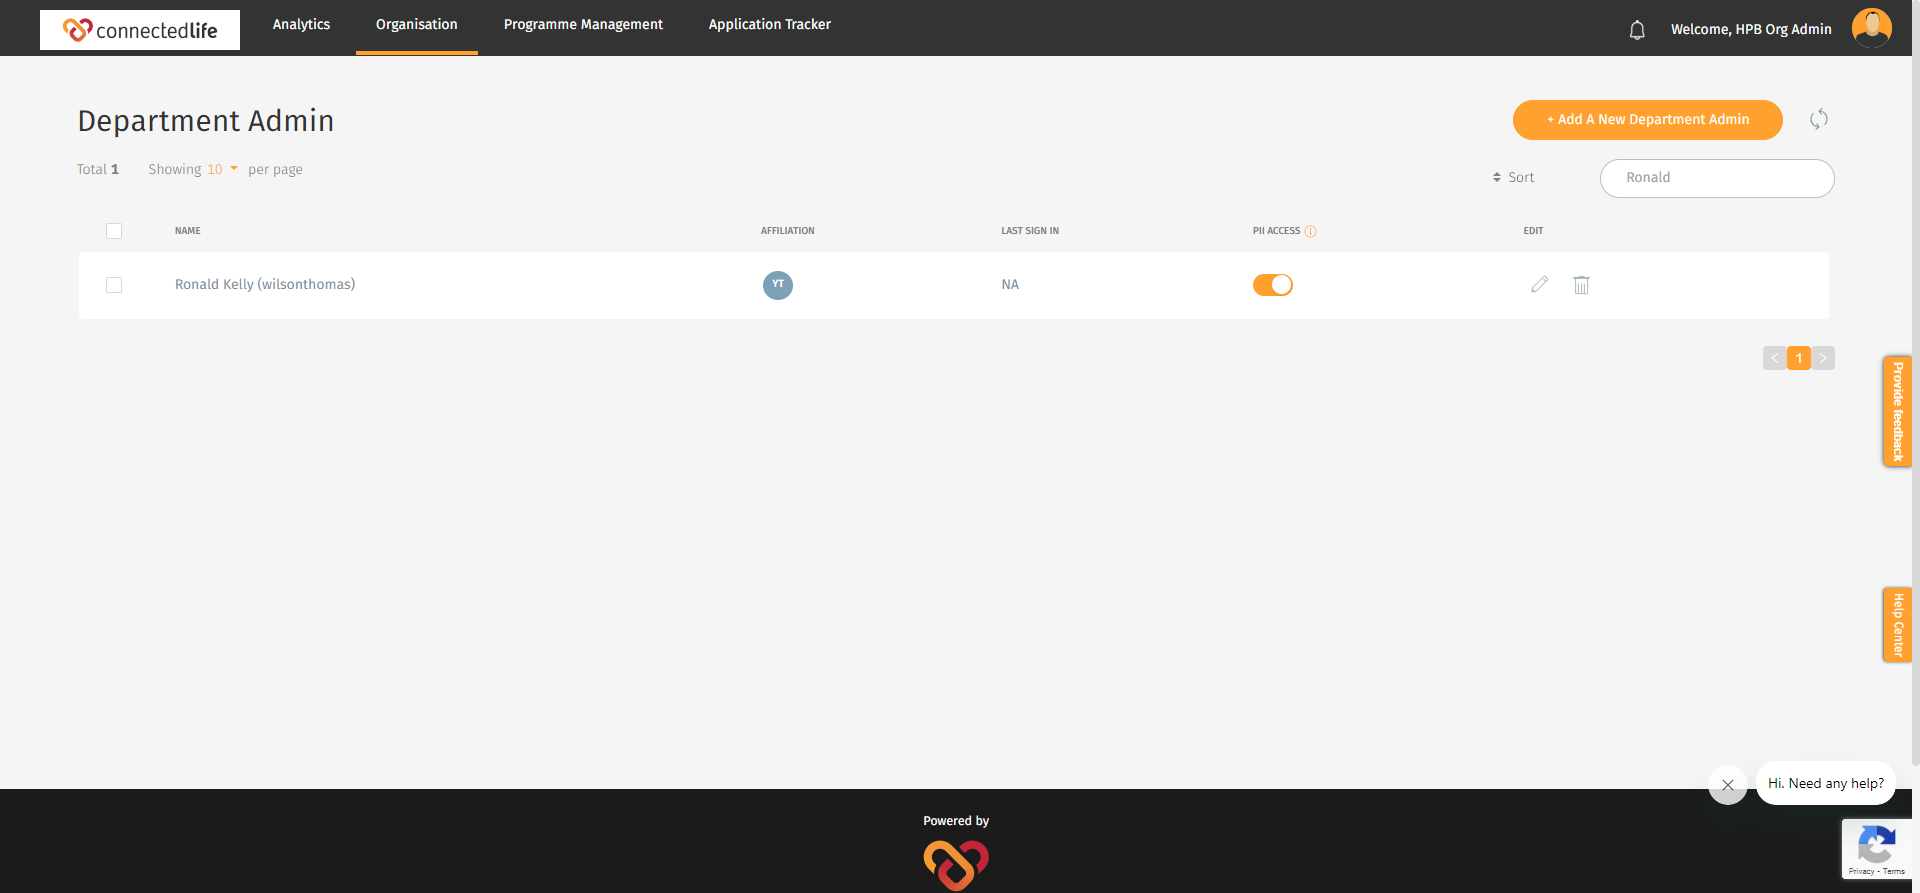 connectedlife
Analytics
Organisation
Programme Management
Application Tracker
Welcome, HPB Org Admin
Department Admin
+ Add A New Department Admin
Total 1
Showing 10 per page
Sort
Ronald
NAME
AFFILIATION
LAST SIGN IN
PII ACCESS
EDIT
Ronald Kelly (wilsonthomas)
YT
NA
1
Provide feedback
Help Center
Hi. Need any help?
Powered by
Privacy - Terms